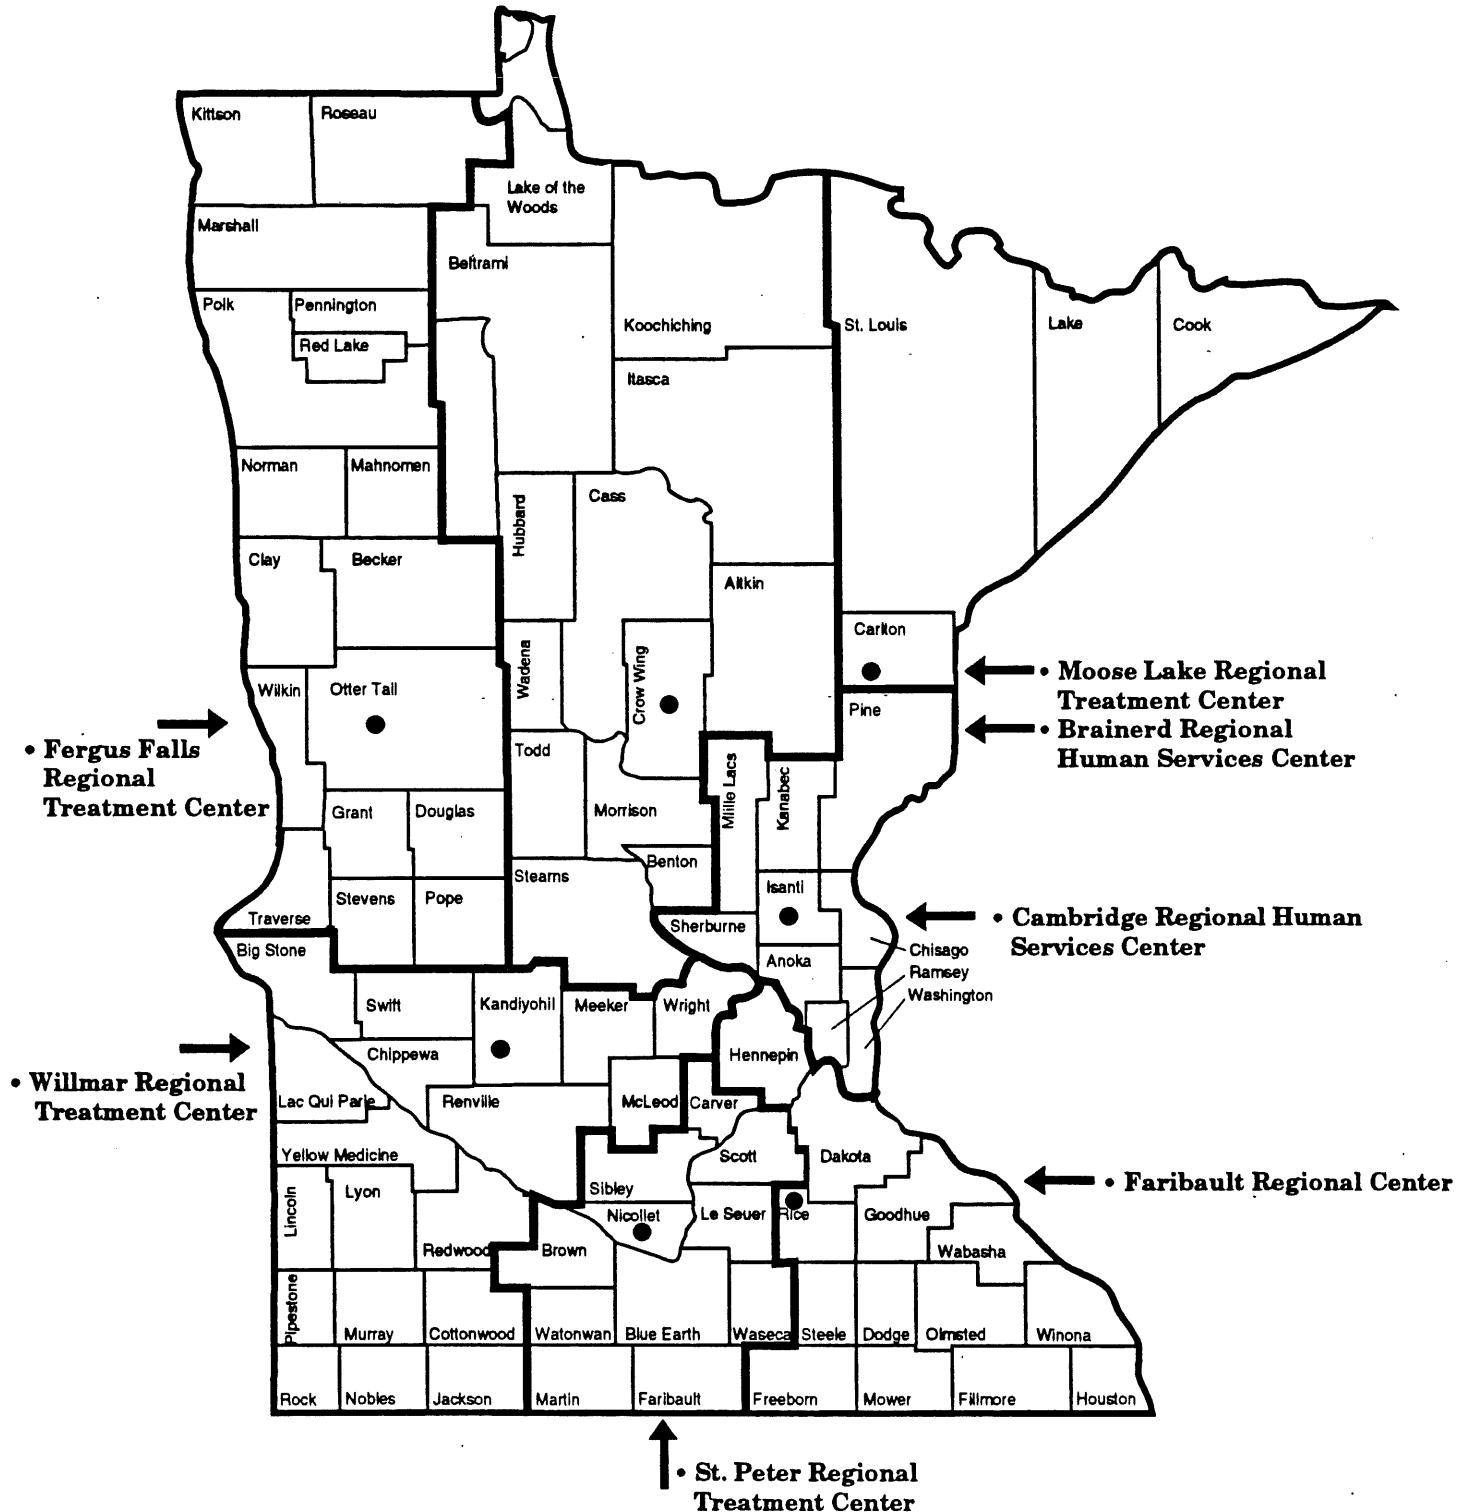 Kittson
Roseau
Lake of the
Woods
Marshall
Beltrami
Polk
Pennington
Red Lake
Koochiching
St. Louis
Lake
Cook
Itasca
Norman
Mahnomen
Hubbard
Cass
Clay
Becker
Aitkin
Carlton
Wadena
Crow Wing
Wilkin
Otter Tail
Pine
• Moose Lake Regional
Treatment Center
• Brainerd Regional
Human Services Center
• Fergus Falls
Regional
Treatment Center
Todd
Mille Lacs
Kanabec
Grant
Douglas
Morrison
Benton
Stearns
Isanti
Stevens
Pope
Traverse
Sherburne
• Cambridge Regional Human
Services Center
Big Stone
Anoka
Chisago
Ramsey
Washington
Swift
Kandiyohi
Meeker
Wright
Chippewa
Hennepin
• Willmar Regional
Treatment Center
Lac Qui Parle
Renville
McLeod
Carver
Yellow Medicine
Scott
Dakota
Lincoln
Lyon
Sibley
• Faribault Regional Center
Nicollet
Le Seuer
Rice
Goodhue
Redwood
Brown
Wabasha
Pipestone
Murray
Cottonwood
Watonwan
Blue Earth
Waseca
Steele
Dodge
Olmsted
Winona
Rock
Nobles
Jackson
Martin
Faribault
Freeborn
Mower
Fillmore
Houston
• St. Peter Regional
Treatment Center